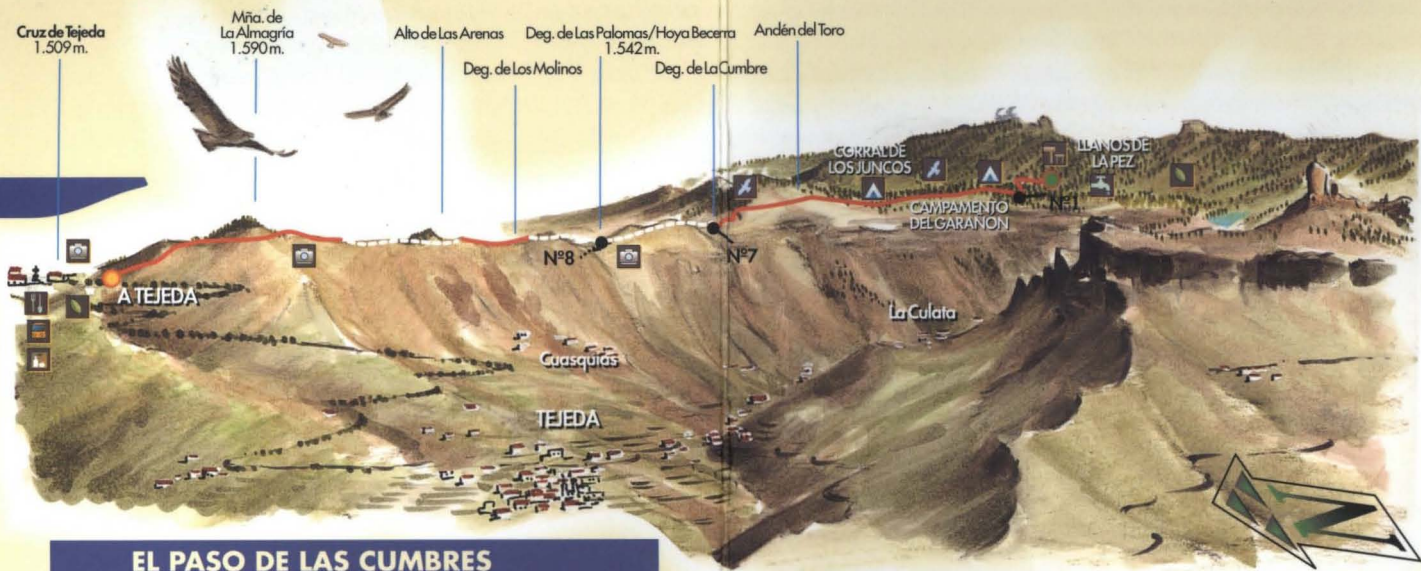 Cruz de Tejeda
1.509 m.
Mña. de
La Almagría
1.590 m.
Alto de Las Arenas
Deg. de Los Molinos
Deg. de Las Palomas/Hoya Becerra
1.542 m.
Deg. de La Cumbre
Andén del Toro
CORRAL DE
LOS JUNCOS
LLANOS DE
LA PEZ
CAMPAMENTO
DEL GARAÑON
Nº1
Nº8
Nº7
A TEJEDA
La Culata
Cuasquías
TEJEDA
N
EL PASO DE LAS CUMBRES